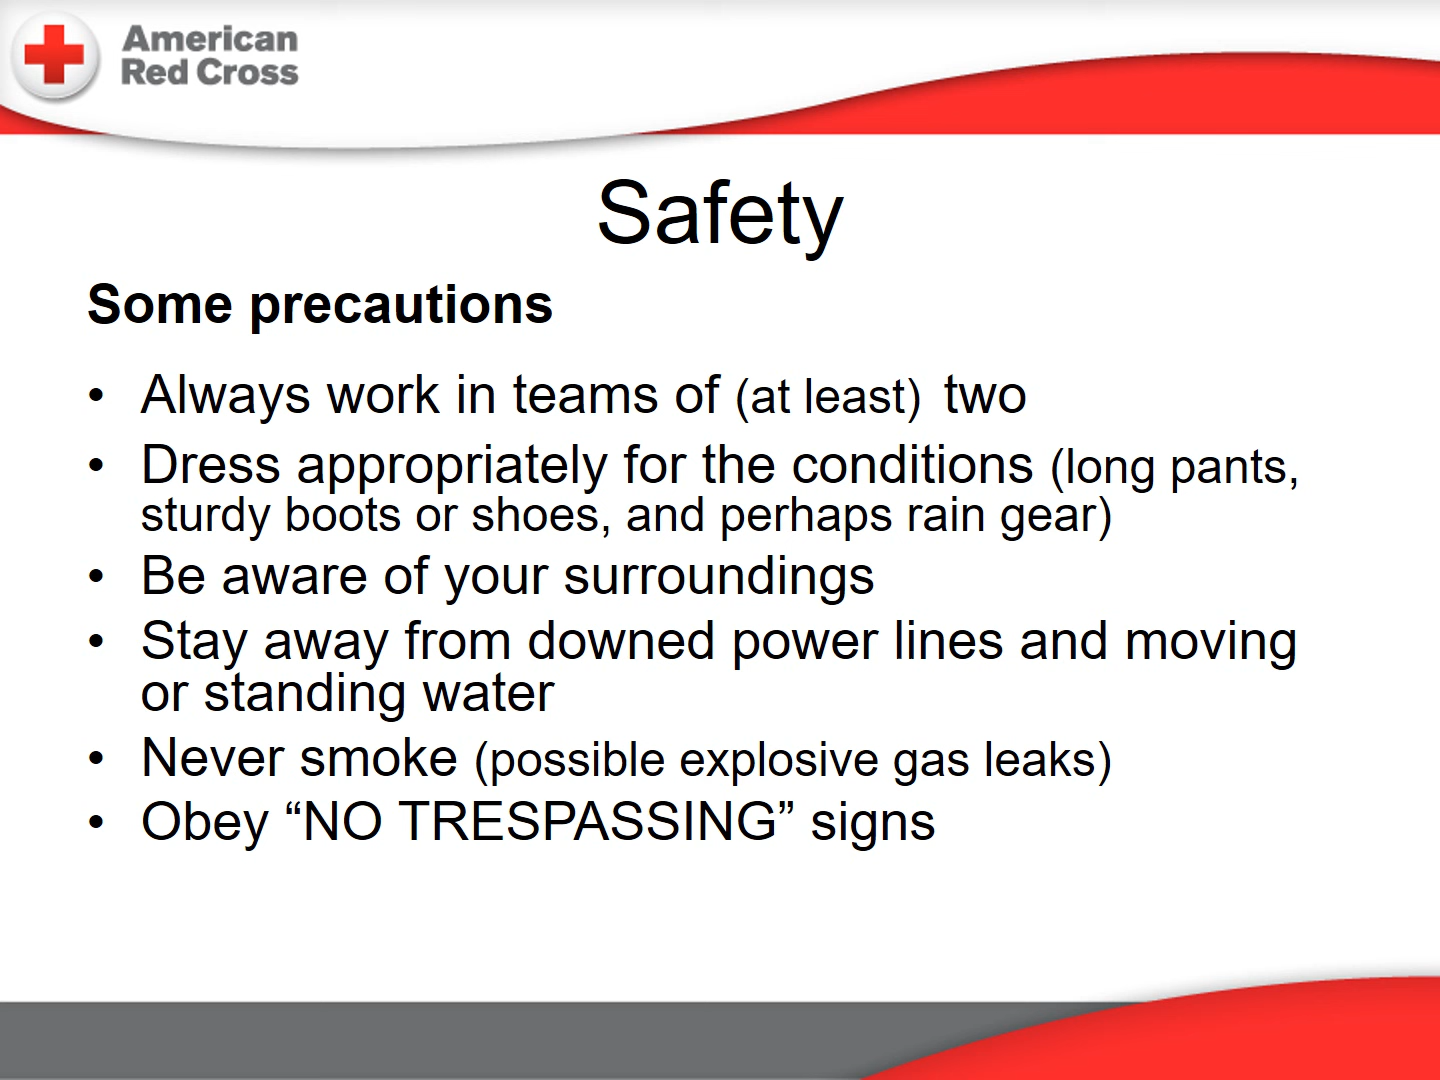 American
Red Cross
Safety
Some precautions
• Always work in teams of (at least) two
• Dress appropriately for the conditions (long pants,
sturdy boots or shoes, and perhaps rain gear)
• Be aware of your surroundings
• Stay away from downed power lines and moving
or standing water
• Never smoke (possible explosive gas leaks)
• Obey “NO TRESPASSING” signs